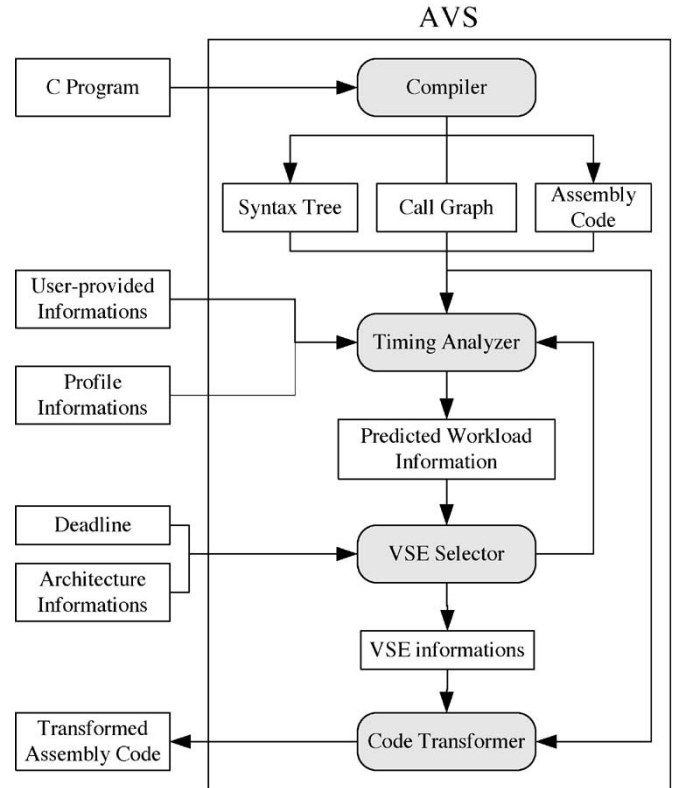 AVS
C Program
Compiler
Syntax Tree
Call Graph
Assembly
Code
User-provided
Informations
Timing Analyzer
Profile
Informations
Predicted Workload
Information
Deadline
VSE Selector
Architecture
Informations
VSE informations
Transformed
Assembly Code
Code Transformer